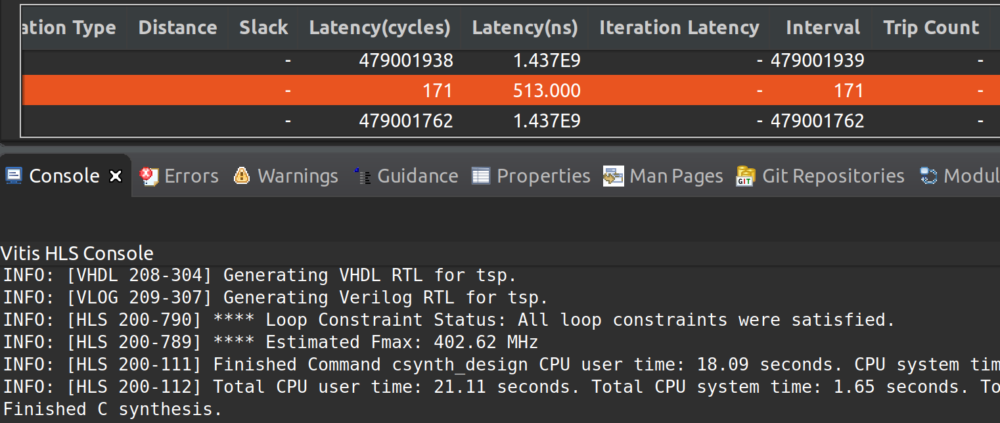 ation Type Distance Slack Latency(cycles) Latency(ns) Iteration Latency Interval Trip Count
- 479001938 1.437E9 - 479001939 -
- 171 513.000 - 171 -
- 479001762 1.437E9 - 479001762 -
Console Errors Warnings Guidance Properties Man Pages GIT Git Repositories Modul
Vitis HLS Console
INFO: [VHDL 208-304] Generating VHDL RTL for tsp.
INFO: [VLOG 209-307] Generating Verilog RTL for tsp.
INFO: [HLS 200-790] **** Loop Constraint Status: All loop constraints were satisfied.
INFO: [HLS 200-789] **** Estimated Fmax: 402.62 MHz
INFO: [HLS 200-111] Finished Command csynth_design CPU user time: 18.09 seconds. CPU system tim
INFO: [HLS 200-112] Total CPU user time: 21.11 seconds. Total CPU system time: 1.65 seconds. To
Finished C synthesis.